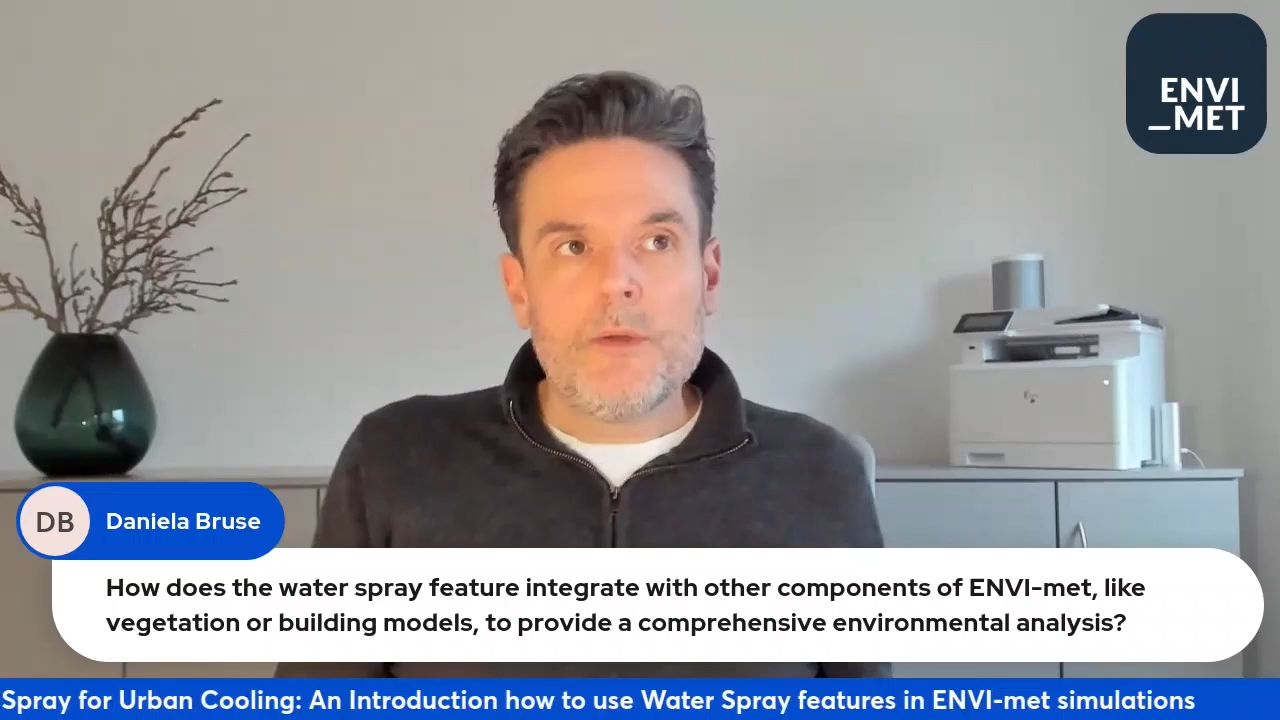 ENVI
_MET
DB
Daniela Bruse
How does the water spray feature integrate with other components of ENVI-met, like
vegetation or building models, to provide a comprehensive environmental analysis?
Spray for Urban Cooling: An Introduction how to use Water Spray features in ENVI-met simulations